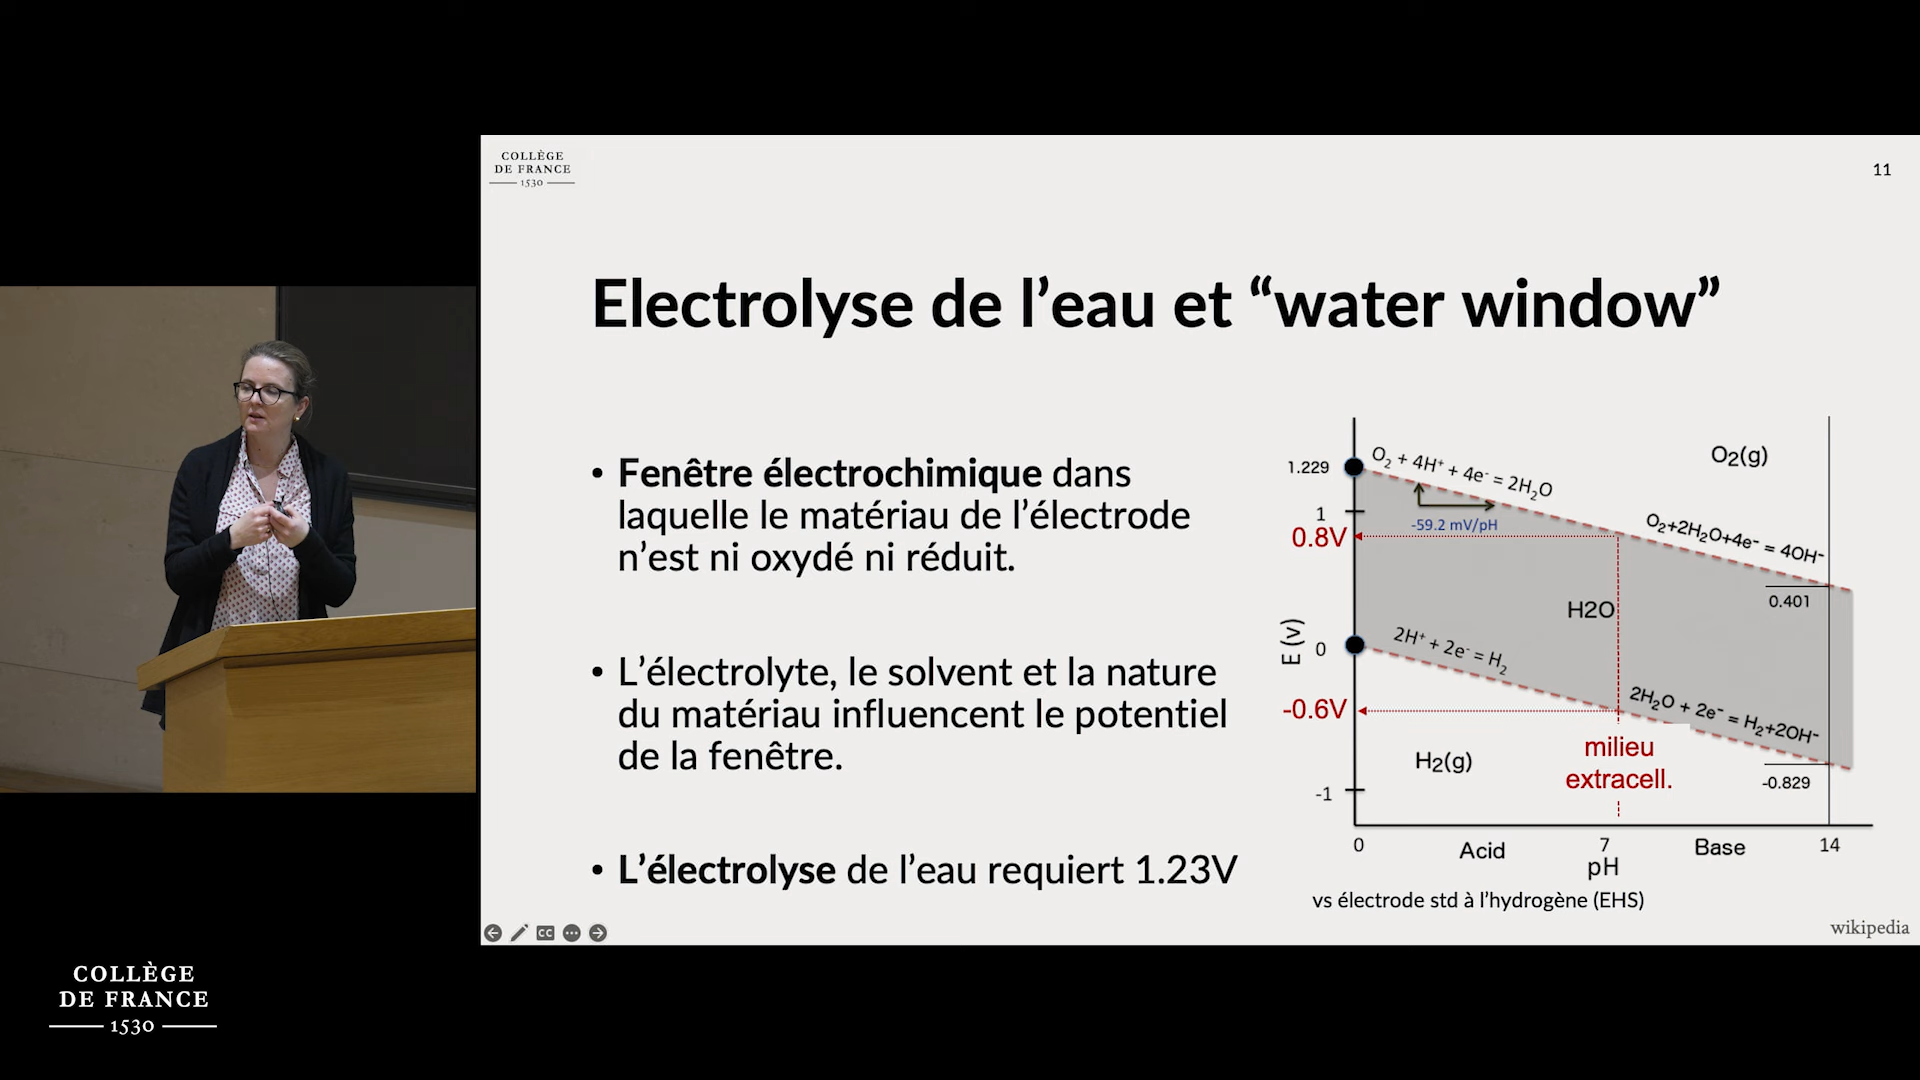 COLLÈGE
DE FRANCE
1530
11
Electrolyse de l’eau et “water window”
• Fenêtre électrochimique dans
laquelle le matériau de l’électrode
n’est ni oxydé ni réduit.
• L’électrolyte, le solvent et la nature
du matériau influencent le potentiel
de la fenêtre.
• L’électrolyse de l’eau requiert 1.23V
O2(g)
1.229
O₂ + 4H⁺ + 4e⁻ = 2H₂O
1
-59.2 mV/pH
0.8V
O₂+2H₂O+4e⁻ = 4OH⁻
0.401
H2O
E (v)
0
2H⁺ + 2e⁻ = H₂
-0.6V
2H₂O + 2e⁻ = H₂+2OH⁻
milieu
extracell.
H2(g)
-0.829
-1
0
Acid
7
Base
14
pH
vs électrode std à l’hydrogène (EHS)
wikipedia
CC
COLLÈGE
DE FRANCE
1530